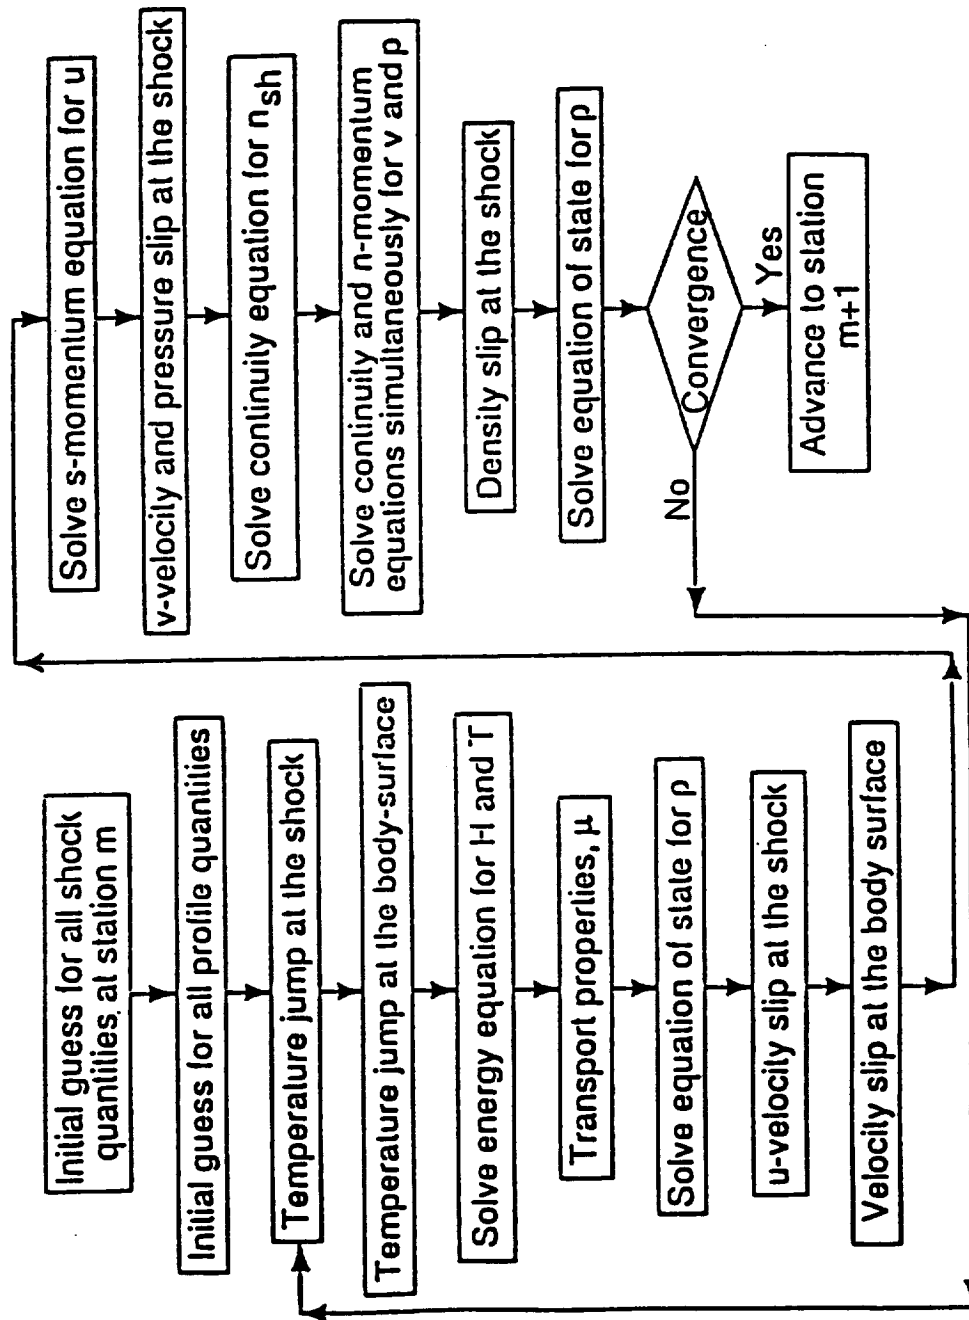 Initial guess for all shock
quantities, at station m
Initial guess for all profile quantities
Temperature jump at the shock
Temperature jump at the body-surface
Solve energy equation for H and T
Transport properties, μ
Solve equation of state for ρ
u-velocity slip at the shock
Velocity slip at the body surface
Solve s-momentum equation for u
v-velocity and pressure slip at the shock
Solve continuity equation for n_sh
Solve continuity and n-momentum
equations simultaneously for v and p
Density slip at the shock
Solve equation of state for ρ
Convergence
No
Yes
Advance to station
m+1